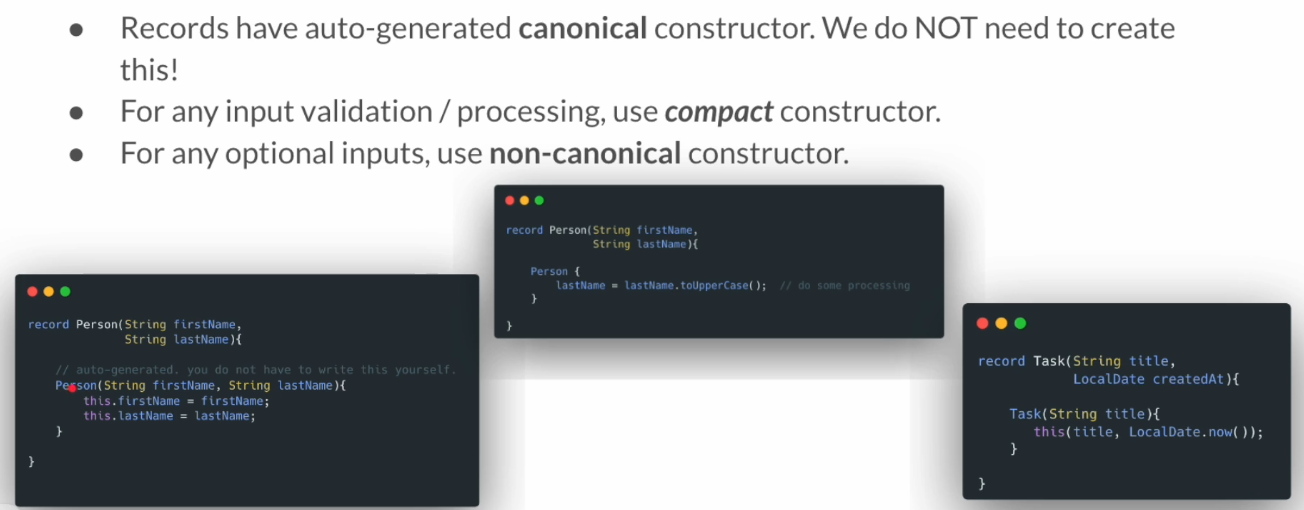 ● Records have auto-generated canonical constructor. We do NOT need to create
this!
● For any input validation / processing, use compact constructor.
● For any optional inputs, use non-canonical constructor.
record Person(String firstName,
String lastName){
// auto-generated. you do not have to write this yourself.
Person(String firstName, String lastName){
this.firstName = firstName;
this.lastName = lastName;
}
}
record Person(String firstName,
String lastName){
Person {
lastName = lastName.toUpperCase(); // do some processing
}
}
record Task(String title,
LocalDate createdAt){
Task(String title){
this(title, LocalDate.now());
}
}